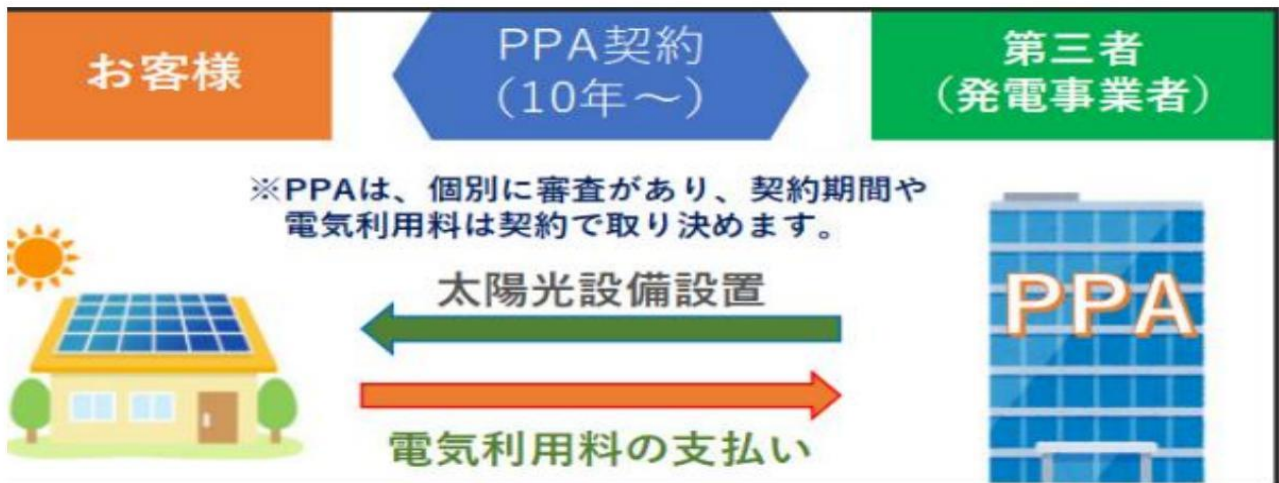 お客様
PPA契約
(10年～)
第三者
(発電事業者)
※PPAは、個別に審査があり、契約期間や
電気利用料は契約で取り決めます。
太陽光設備設置
PPA
電気利用料の支払い